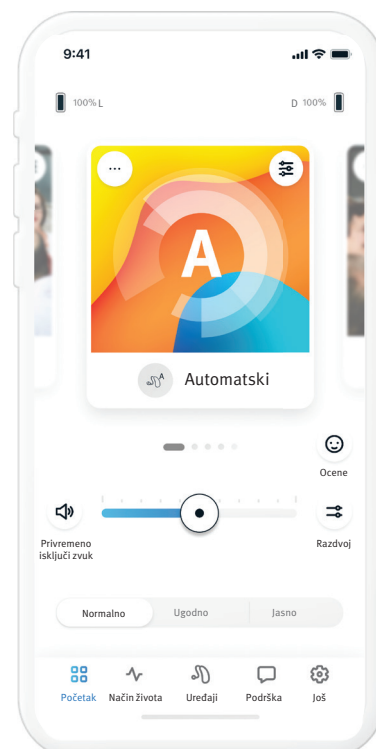 9:41
100% L
D 100%
A
A
Automatski
Ocene
Privremeno
isključi zvuk
Razdvoj
Normalno
Ugodno
Jasno
Početak
Način života
Uređaji
Podrška
Još